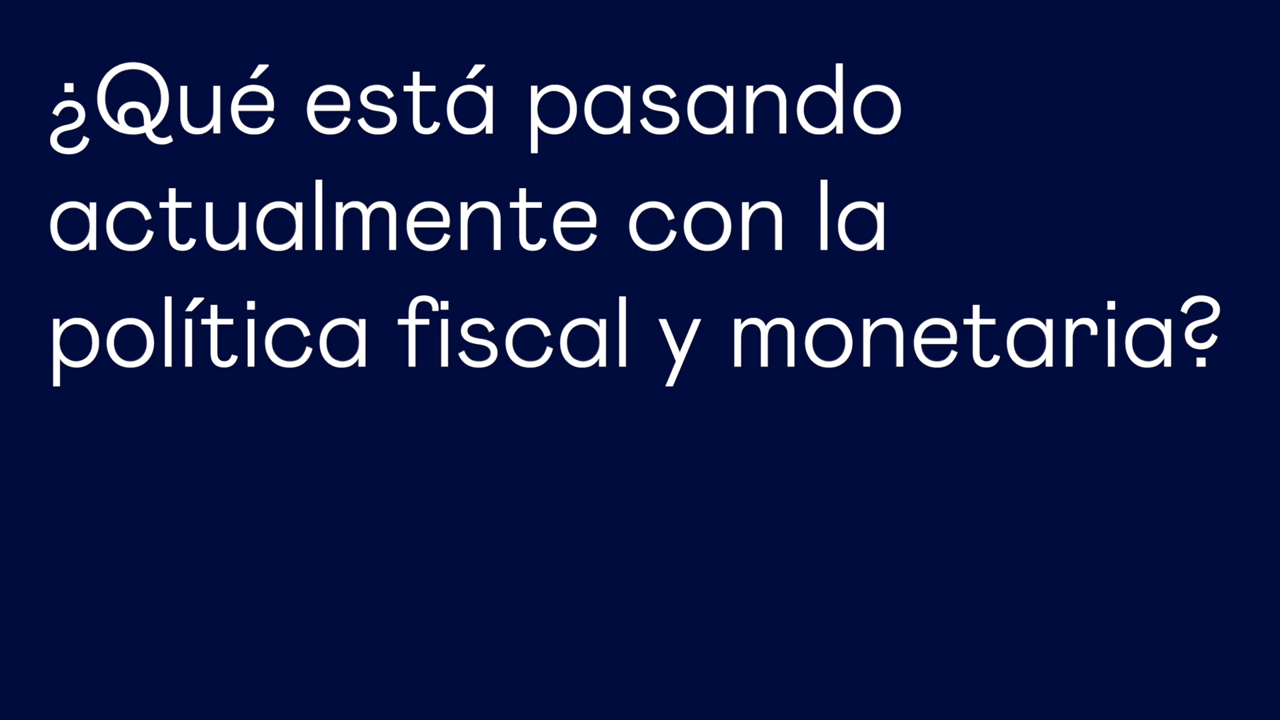 ¿Qué está pasando
actualmente con la
política fiscal y monetaria?